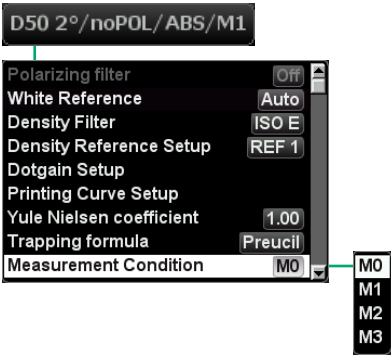 D50 2°/noPOL/ABS/M1
Polarizing filter Off
White Reference Auto
Density Filter ISO E
Density Reference Setup REF 1
Dotgain Setup
Printing Curve Setup
Yule Nielsen coefficient 1.00
Trapping formula Preucil
Measurement Condition M0
M0
M1
M2
M3